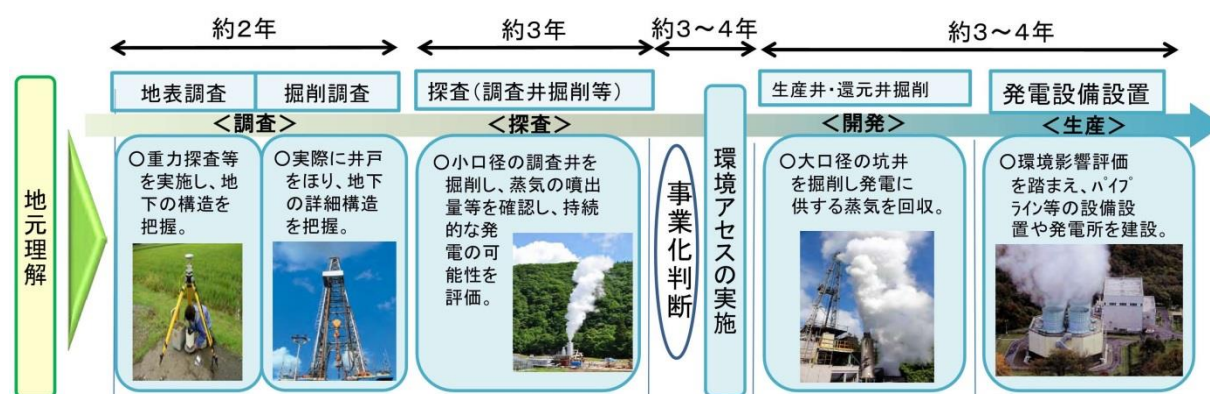 約2年
約3年
約3～4年
約3～4年
地表調査
掘削調査
探査(調査井掘削等)
生産井・還元井掘削
発電設備設置
＜調査＞
＜探査＞
＜開発＞
＜生産＞
地元理解
○重力探査等
を実施し、地
下の構造を
把握。
○実際に井戸
をほり、地下
の詳細構造
を把握。
○小口径の調査井を
掘削し、蒸気の噴出
量等を確認し、持続
的な発
電の可
能性を
評価。
事業化判断
環境アセスの実施
○大口径の坑井
を掘削し発電に
供する蒸気を回収。
○環境影響評価
を踏まえ、ﾊﾟｲﾌﾟ
ライン等の設備設
置や発電所を建設。